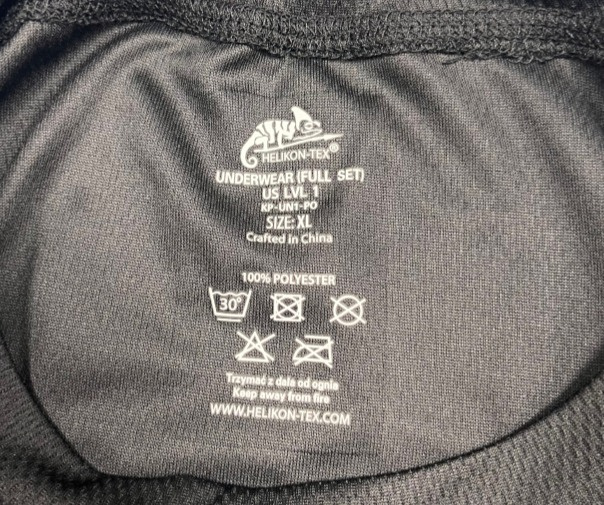 HELIKON-TEX®
UNDERWEAR (FULL SET)
US LVL 1
KP-UN1-PO
SIZE: XL
Crafted in China
100% POLYESTER
30°
Trzymać z dala od ognia
Keep away from fire
WWW.HELIKON-TEX.COM